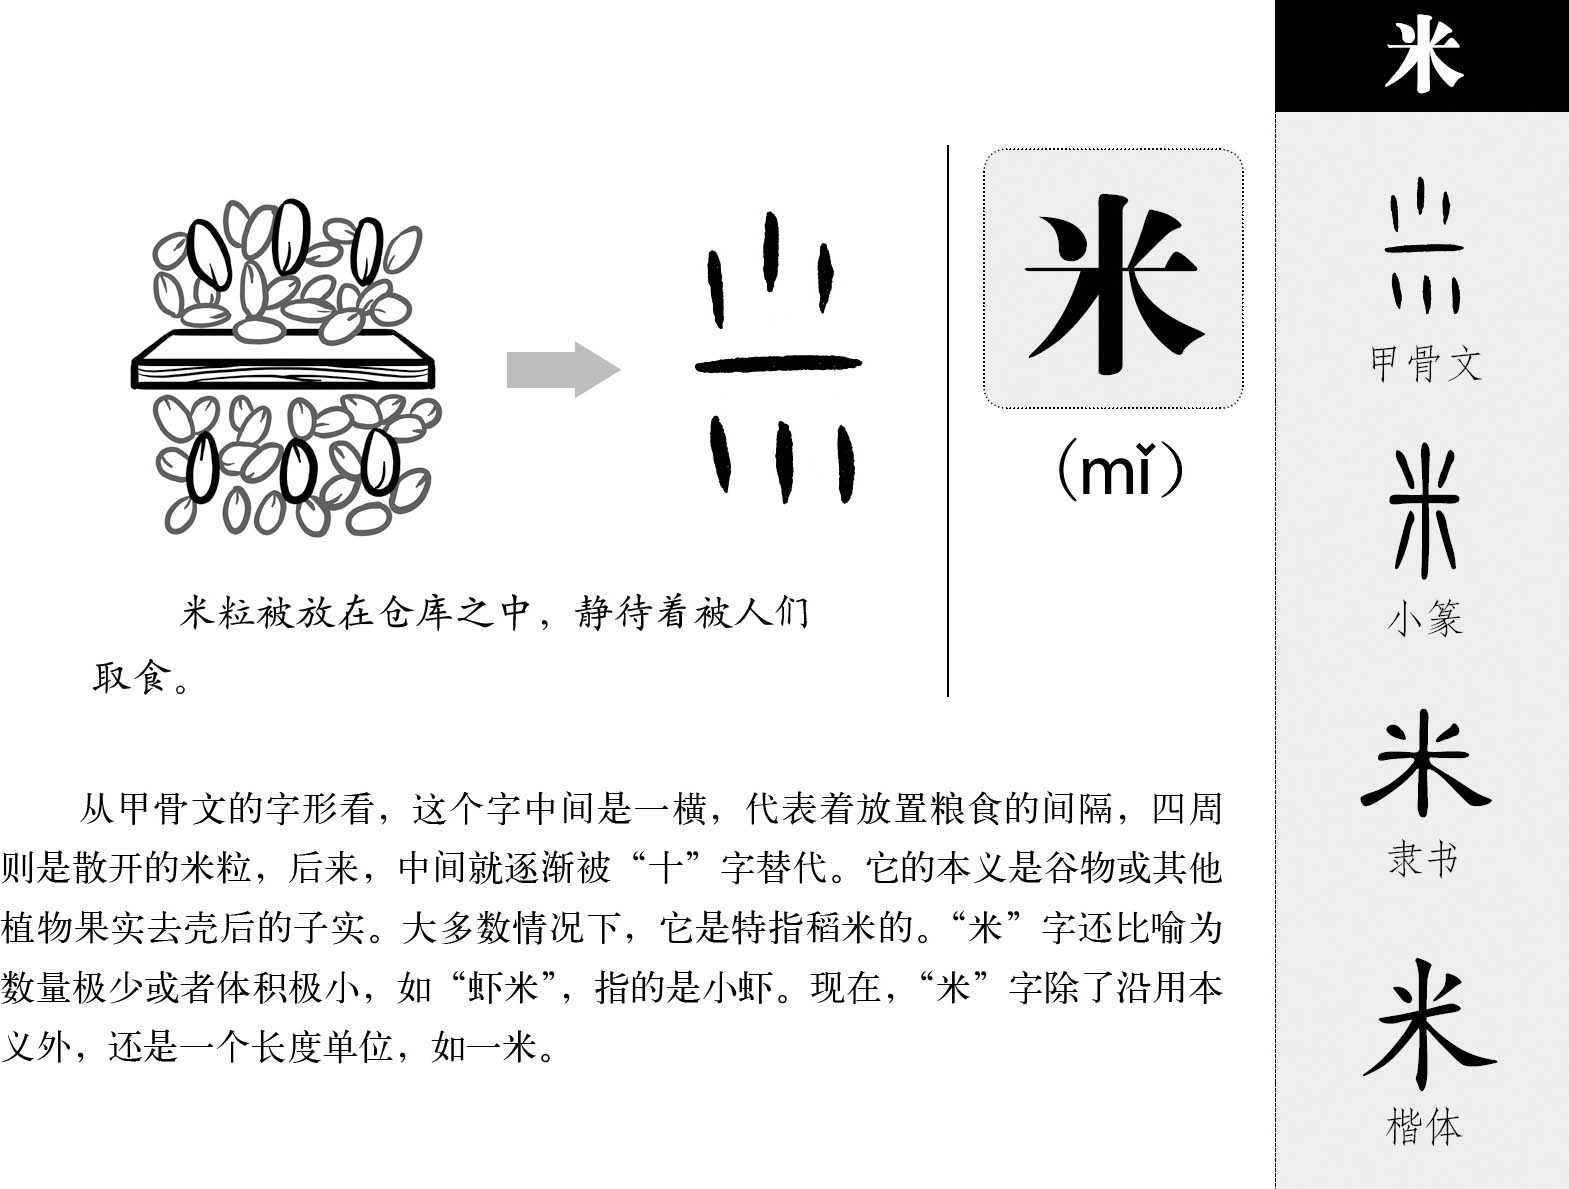 米
(mǐ)
米粒被放在仓库之中，静待着被人们
取食。
从甲骨文的字形看，这个字中间是一横，代表着放置粮食的间隔，四周
则是散开的米粒，后来，中间就逐渐被“十”字替代。它的本义是谷物或其他
植物果实去壳后的子实。大多数情况下，它是特指稻米的。“米”字还比喻为
数量极少或者体积极小，如“虾米”，指的是小虾。现在，“米”字除了沿用本
义外，还是一个长度单位，如一米。
米
甲骨文
米
小篆
米
隶书
米
楷体